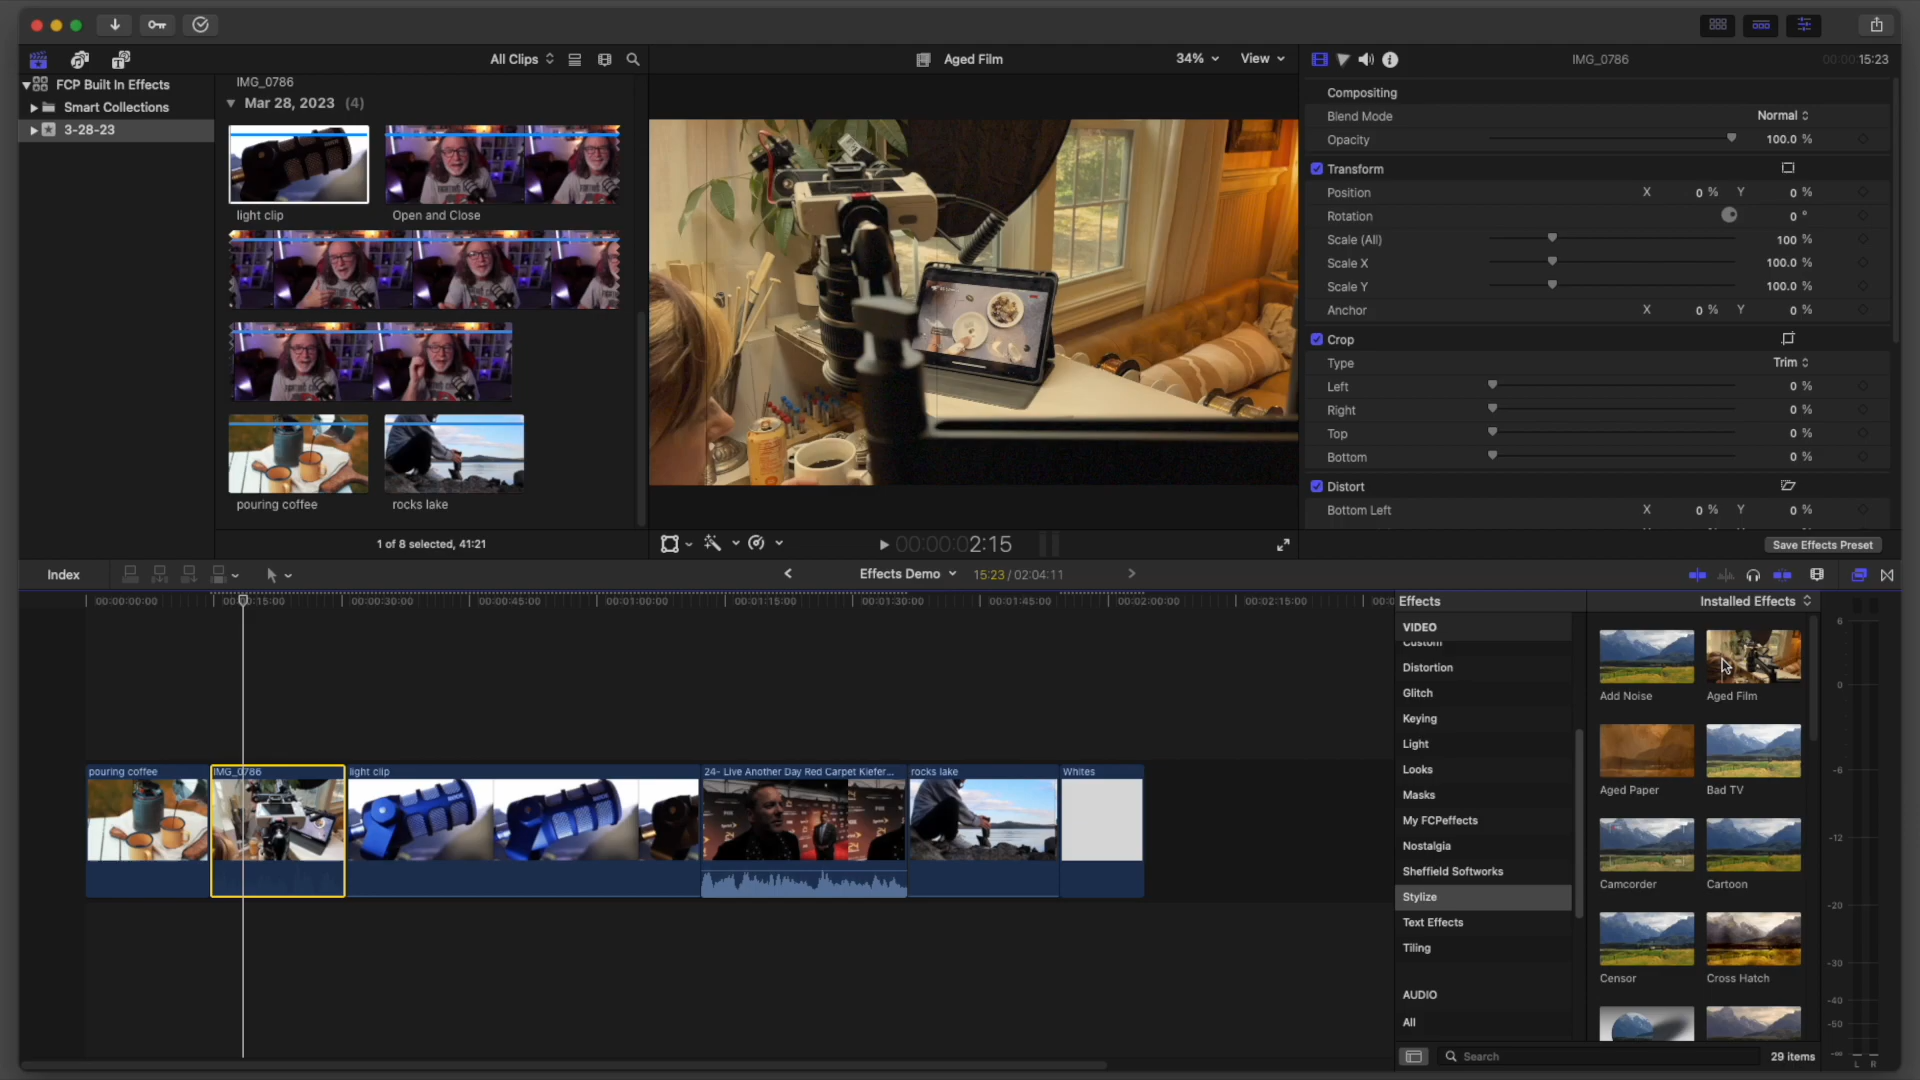 All Clips
Aged Film
34%
View
IMG_0786
00:00:00:15:23
FCP Built In Effects
Smart Collections
3-28-23
IMG_0786
Mar 28, 2023 (4)
light clip
Open and Close
pouring coffee
rocks lake
1 of 8 selected, 41:21
00:00:02:15
Compositing
Blend Mode Normal
Opacity 100.0 %
Transform
Position X 0 % Y 0 %
Rotation 0 °
Scale (All) 100 %
Scale X 100.0 %
Scale Y 100.0 %
Anchor X 0 % Y 0 %
Crop
Type Trim
Left 0 %
Right 0 %
Top 0 %
Bottom 0 %
Distort
Bottom Left X 0 % Y 0 %
Save Effects Preset
Index
Effects Demo
15:23 / 02:04:11
00:00:00:00
00:00:30:00
00:00:45:00
00:01:00:00
00:01:15:00
00:01:30:00
00:01:45:00
00:02:00:00
00:02:15:00
pouring coffee
IMG_0786
light clip
24- Live Another Day Red Carpet Kiefer...
rocks lake
Whites
Effects
Installed Effects
VIDEO
Custom
Distortion
Glitch
Keying
Light
Looks
Masks
My FCPeffects
Nostalgia
Sheffield Softworks
Stylize
Text Effects
Tiling
AUDIO
All
Add Noise
Aged Film
Aged Paper
Bad TV
Camcorder
Cartoon
Censor
Cross Hatch
Search
29 items
6
0
-6
-12
-20
-30
-40
-50
-∞
L R